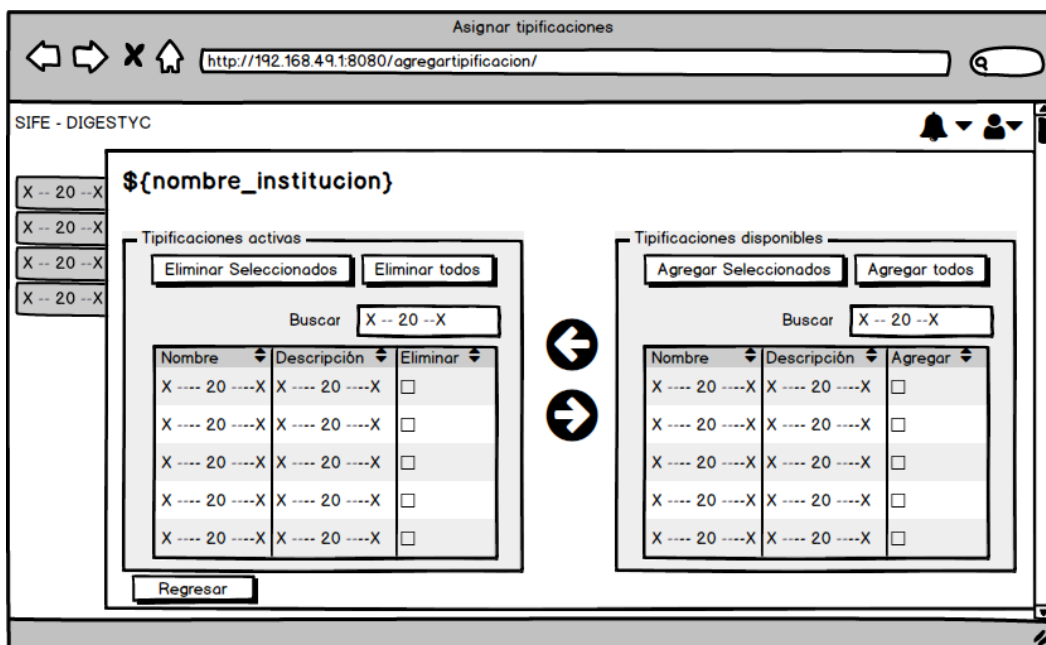 Asignar tipificaciones
http://192.168.49.1:8080/agregartipificacion/
SIFE - DIGESTYC
X -- 20 --X
X -- 20 --X
X -- 20 --X
X -- 20 --X
${nombre_institucion}
Tipificaciones activas
Eliminar Seleccionados Eliminar todos
Buscar X -- 20 --X
Nombre Descripción Eliminar
X ---- 20 ----X X ---- 20 ----X
X ---- 20 ----X X ---- 20 ----X
X ---- 20 ----X X ---- 20 ----X
X ---- 20 ----X X ---- 20 ----X
X ---- 20 ----X X ---- 20 ----X
Tipificaciones disponibles
Agregar Seleccionados Agregar todos
Buscar X -- 20 --X
Nombre Descripción Agregar
X ---- 20 ----X X ---- 20 ----X
X ---- 20 ----X X ---- 20 ----X
X ---- 20 ----X X ---- 20 ----X
X ---- 20 ----X X ---- 20 ----X
X ---- 20 ----X X ---- 20 ----X
Regresar